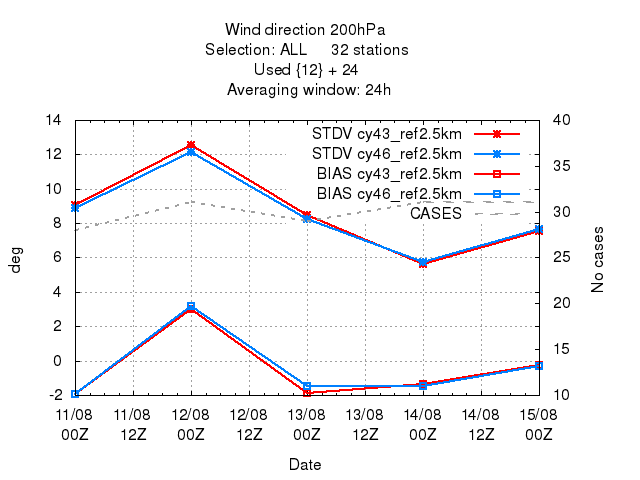 Wind direction 200hPa
Selection: ALL     32 stations
Used {12} + 24
Averaging window: 24h
deg
14
12
10
8
6
4
2
0
-2
40
35
30
25
20
15
10
No cases
STDV cy43_ref2.5km
STDV cy46_ref2.5km
BIAS cy43_ref2.5km
BIAS cy46_ref2.5km
CASES
11/08 11/08 12/08 12/08 13/08 13/08 14/08 14/08 15/08
00Z 12Z 00Z 12Z 00Z 12Z 00Z 12Z 00Z
Date